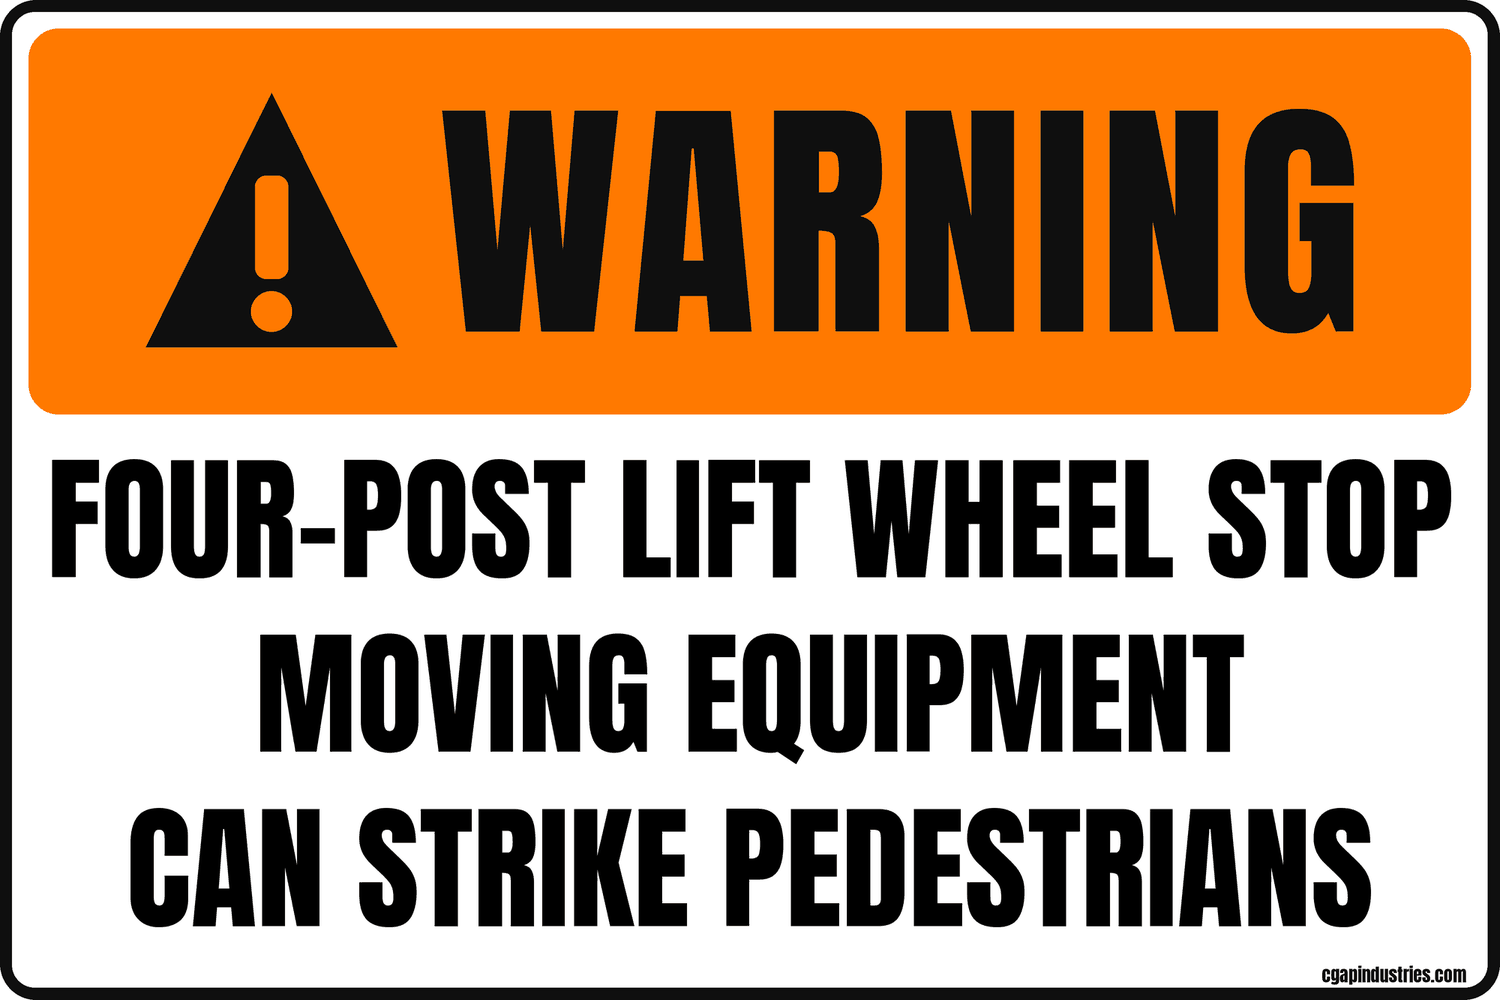 WARNING
FOUR-POST LIFT WHEEL STOP
MOVING EQUIPMENT
CAN STRIKE PEDESTRIANS
cgapindustries.com